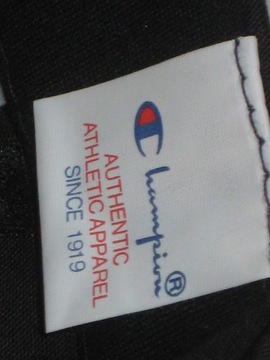 Champion®
AUTHENTIC
ATHLETIC APPAREL
SINCE 1919